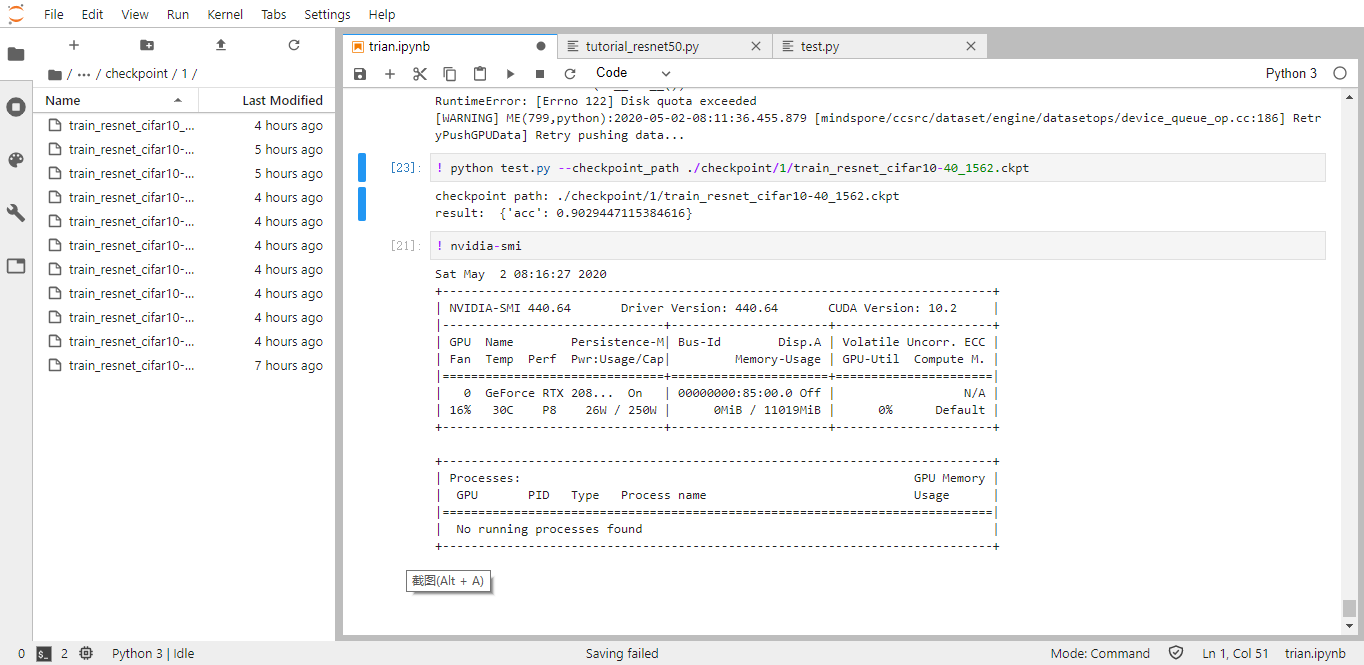 File Edit View Run Kernel Tabs Settings Help
trian.ipynb
tutorial_resnet50.py
test.py
/ ··· / checkpoint / 1 /
Code
Python 3
Name Last Modified
train_resnet_cifar10_... 4 hours ago
train_resnet_cifar10-... 5 hours ago
train_resnet_cifar10-... 5 hours ago
train_resnet_cifar10-... 4 hours ago
train_resnet_cifar10-... 4 hours ago
train_resnet_cifar10-... 4 hours ago
train_resnet_cifar10-... 4 hours ago
train_resnet_cifar10-... 4 hours ago
train_resnet_cifar10-... 4 hours ago
train_resnet_cifar10-... 4 hours ago
train_resnet_cifar10-... 7 hours ago
RuntimeError: [Errno 122] Disk quota exceeded
[WARNING] ME(799,python):2020-05-02-08:11:36.455.879 [mindspore/ccsrc/dataset/engine/datasetops/device_queue_op.cc:186] Retr
yPushGPUData] Retry pushing data...
[23]: ! python test.py --checkpoint_path ./checkpoint/1/train_resnet_cifar10-40_1562.ckpt
checkpoint path: ./checkpoint/1/train_resnet_cifar10-40_1562.ckpt
result:  {'acc': 0.9029447115384616}
[21]: ! nvidia-smi
Sat May  2 08:16:27 2020
+-----------------------------------------------------------------------------+
| NVIDIA-SMI 440.64       Driver Version: 440.64       CUDA Version: 10.2     |
|-------------------------------+----------------------+----------------------+
| GPU  Name        Persistence-M| Bus-Id        Disp.A | Volatile Uncorr. ECC |
| Fan  Temp  Perf  Pwr:Usage/Cap|         Memory-Usage | GPU-Util  Compute M. |
|===============================+======================+======================|
|   0  GeForce RTX 208...  On   | 00000000:85:00.0 Off |                  N/A |
| 16%   30C    P8    26W / 250W |      0MiB / 11019MiB |      0%      Default |
+-------------------------------+----------------------+----------------------+
+-----------------------------------------------------------------------------+
| Processes:                                                       GPU Memory |
|  GPU       PID   Type   Process name                             Usage      |
|=============================================================================|
|  No running processes found                                                 |
+-----------------------------------------------------------------------------+
截图(Alt + A)
0 $_ 2 Python 3 | Idle Saving failed Mode: Command Ln 1, Col 51 trian.ipynb